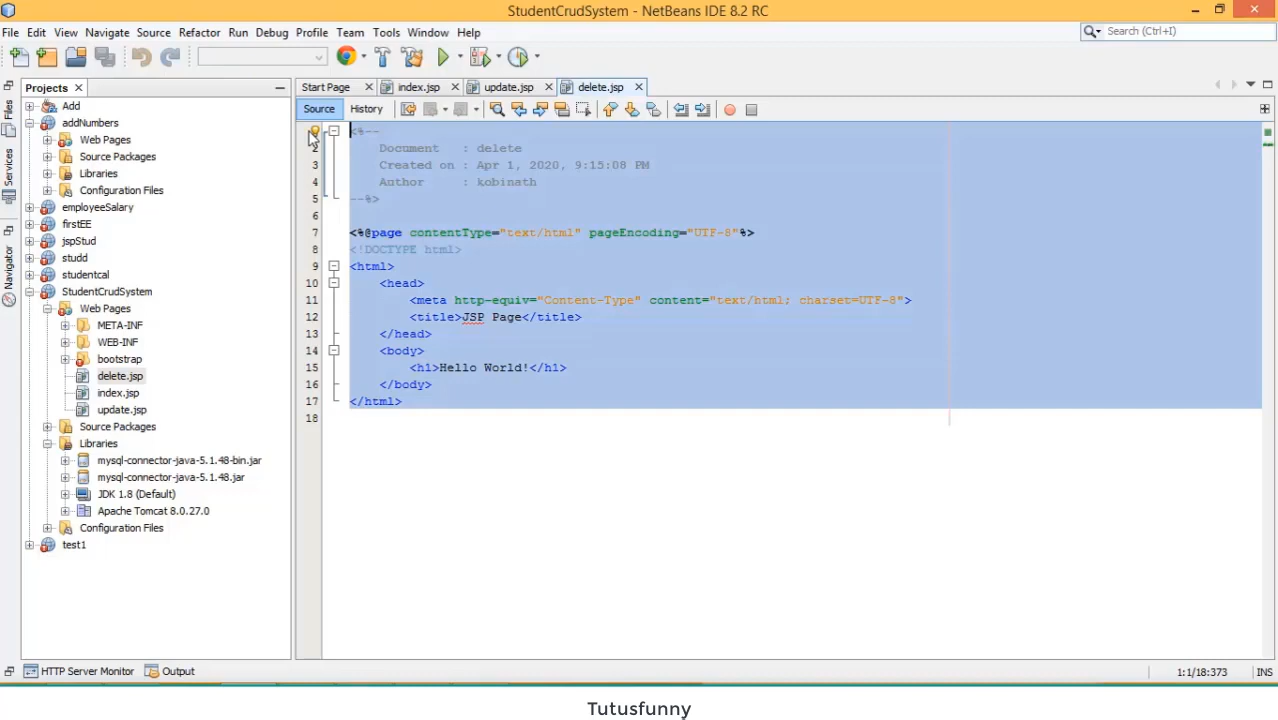 StudentCrudSystem - NetBeans IDE 8.2 RC
File Edit View Navigate Source Refactor Run Debug Profile Team Tools Window Help
Search (Ctrl+I)
Projects
Start Page
index.jsp
update.jsp
delete.jsp
Source
History
Files
Services
Navigator
Add
addNumbers
Web Pages
Source Packages
Libraries
Configuration Files
employeeSalary
firstEE
jspStud
studd
studentcal
StudentCrudSystem
Web Pages
META-INF
WEB-INF
bootstrap
delete.jsp
index.jsp
update.jsp
Source Packages
Libraries
mysql-connector-java-5.1.48-bin.jar
mysql-connector-java-5.1.48.jar
JDK 1.8 (Default)
Apache Tomcat 8.0.27.0
Configuration Files
test1
<%--
2 Document : delete
3 Created on : Apr 1, 2020, 9:15:08 PM
4 Author : kobinath
5 --%>
6
7 <%@page contentType="text/html" pageEncoding="UTF-8"%>
8 <!DOCTYPE html>
9 <html>
10 <head>
11 <meta http-equiv="Content-Type" content="text/html; charset=UTF-8">
12 <title>JSP Page</title>
13 </head>
14 <body>
15 <h1>Hello World!</h1>
16 </body>
17 </html>
18
HTTP Server Monitor
Output
1:1/18:373
INS
Tutusfunny